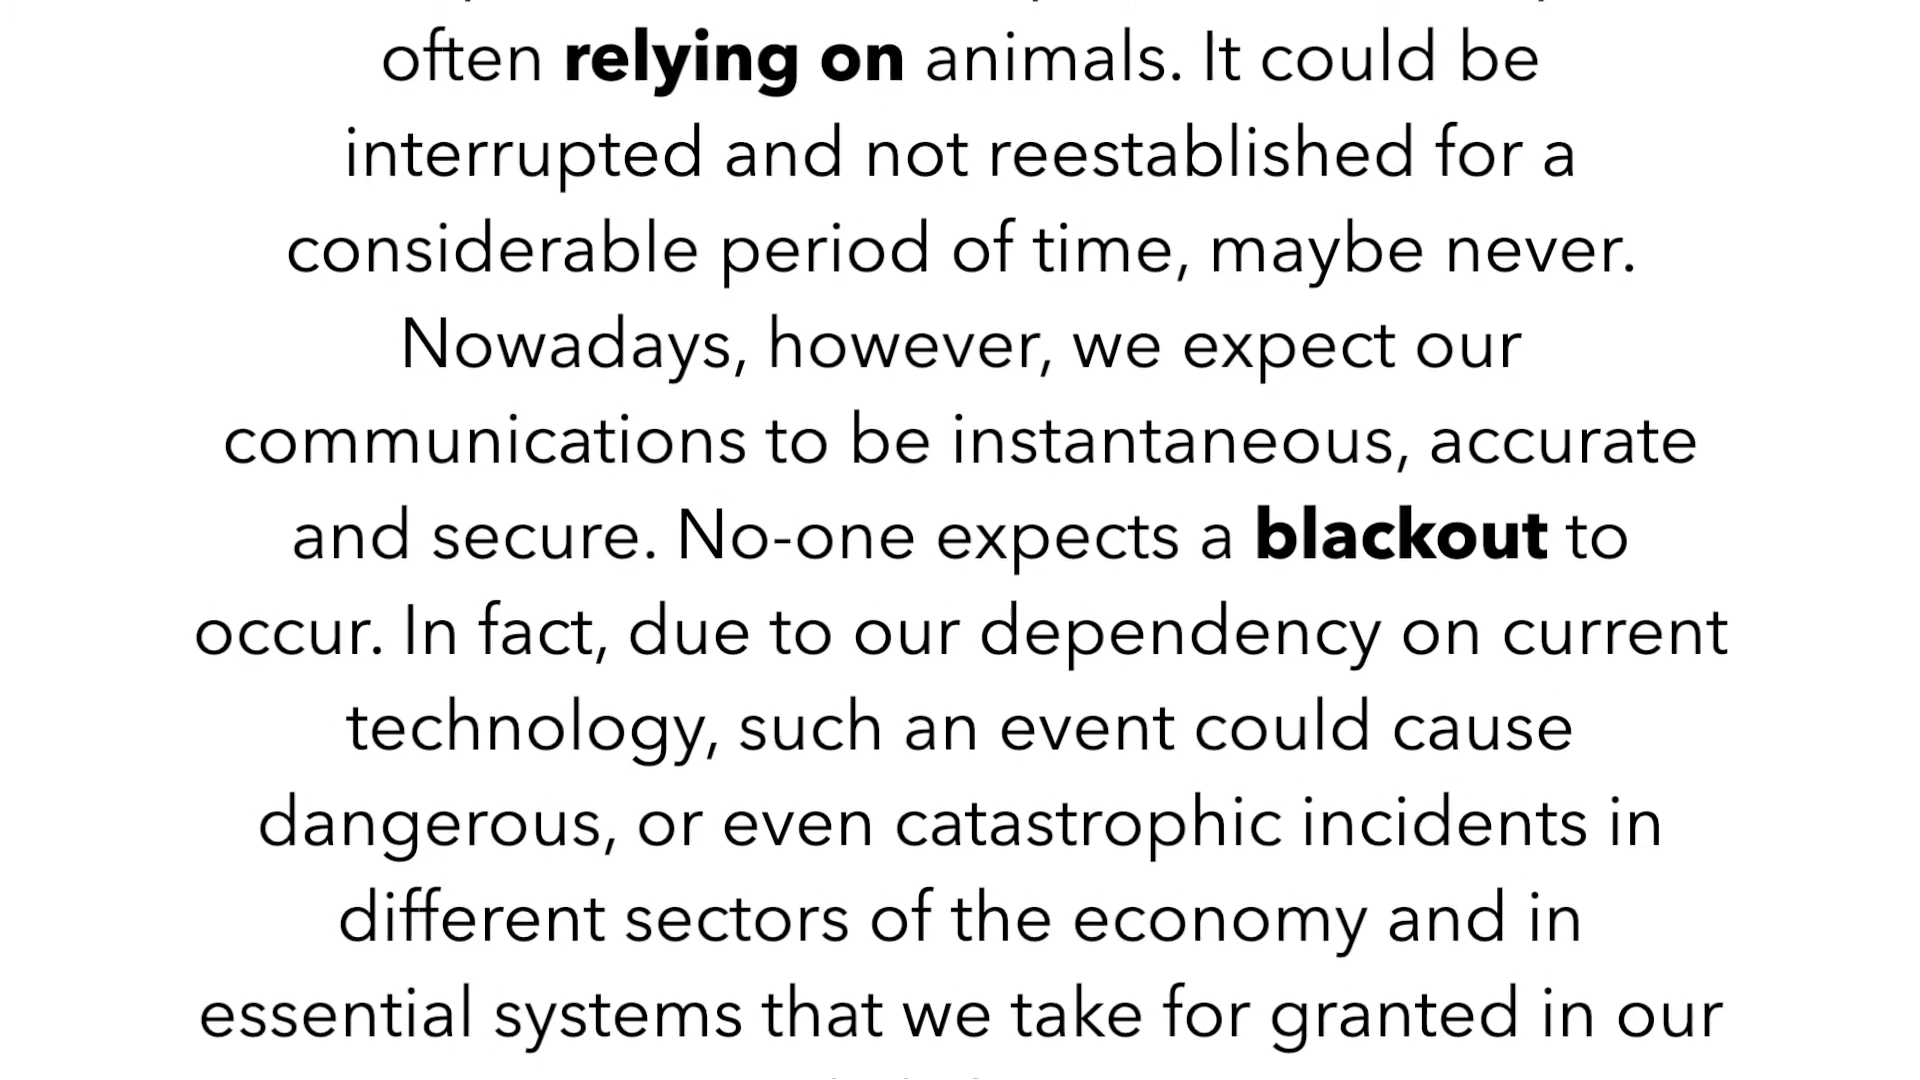 often relying on animals. It could be
interrupted and not reestablished for a
considerable period of time, maybe never.
Nowadays, however, we expect our
communications to be instantaneous, accurate
and secure. No-one expects a blackout to
occur. In fact, due to our dependency on current
technology, such an event could cause
dangerous, or even catastrophic incidents in
different sectors of the economy and in
essential systems that we take for granted in our